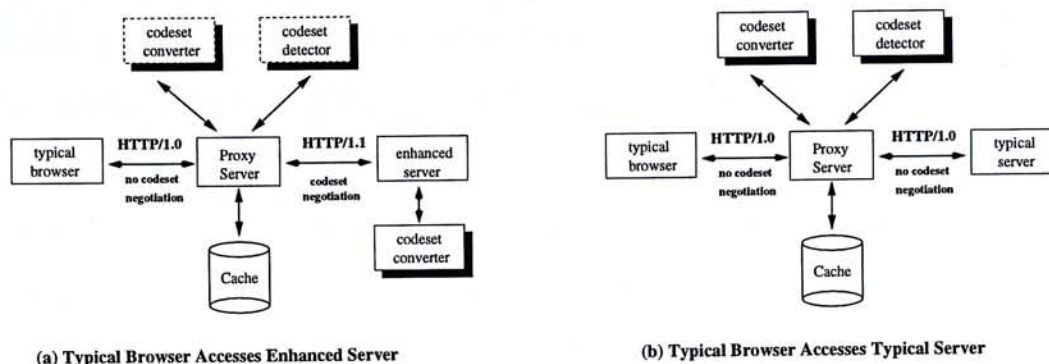 codeset
converter
codeset
detector
HTTP/1.0
HTTP/1.1
typical
browser
Proxy
Server
enhanced
server
no codeset
negotiation
codeset
negotiation
codeset
converter
Cache
(a) Typical Browser Accesses Enhanced Server
codeset
converter
codeset
detector
HTTP/1.0
HTTP/1.0
typical
browser
Proxy
Server
typical
server
no codeset
negotiation
no codeset
negotiation
Cache
(b) Typical Browser Accesses Typical Server